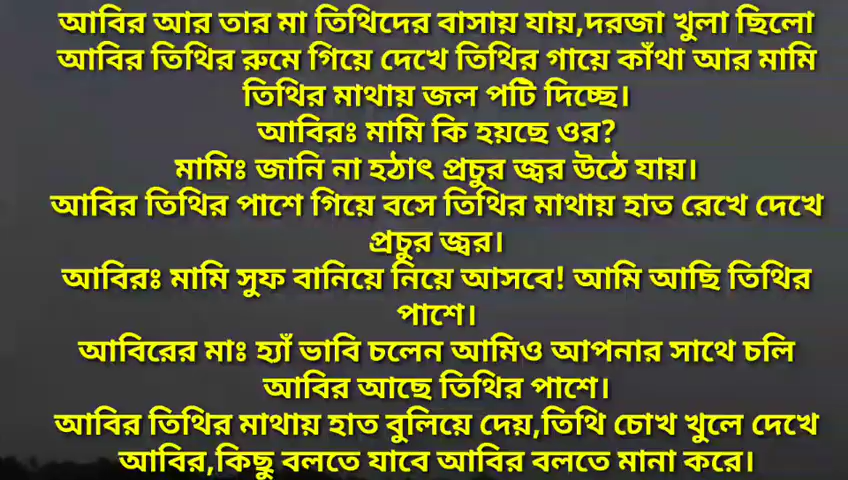 আবির আর তার মা তিথিদের বাসায় যায়,দরজা খুলা ছিলো
আবির তিথির রুমে গিয়ে দেখে তিথির গায়ে কাঁথা আর মামি
তিথির মাথায় জল পটি দিচ্ছে।
আবিরঃ মামি কি হয়ছে ওর?
মামিঃ জানি না হঠাৎ প্রচুর জ্বর উঠে যায়।
আবির তিথির পাশে গিয়ে বসে তিথির মাথায় হাত রেখে দেখে
প্রচুর জ্বর।
আবিরঃ মামি সুফ বানিয়ে নিয়ে আসবে! আমি আছি তিথির
পাশে।
আবিরের মাঃ হ্যাঁ ভাবি চলেন আমিও আপনার সাথে চলি
আবির আছে তিথির পাশে।
আবির তিথির মাথায় হাত বুলিয়ে দেয়,তিথি চোখ খুলে দেখে
আবির,কিছু বলতে যাবে আবির বলতে মানা করে।